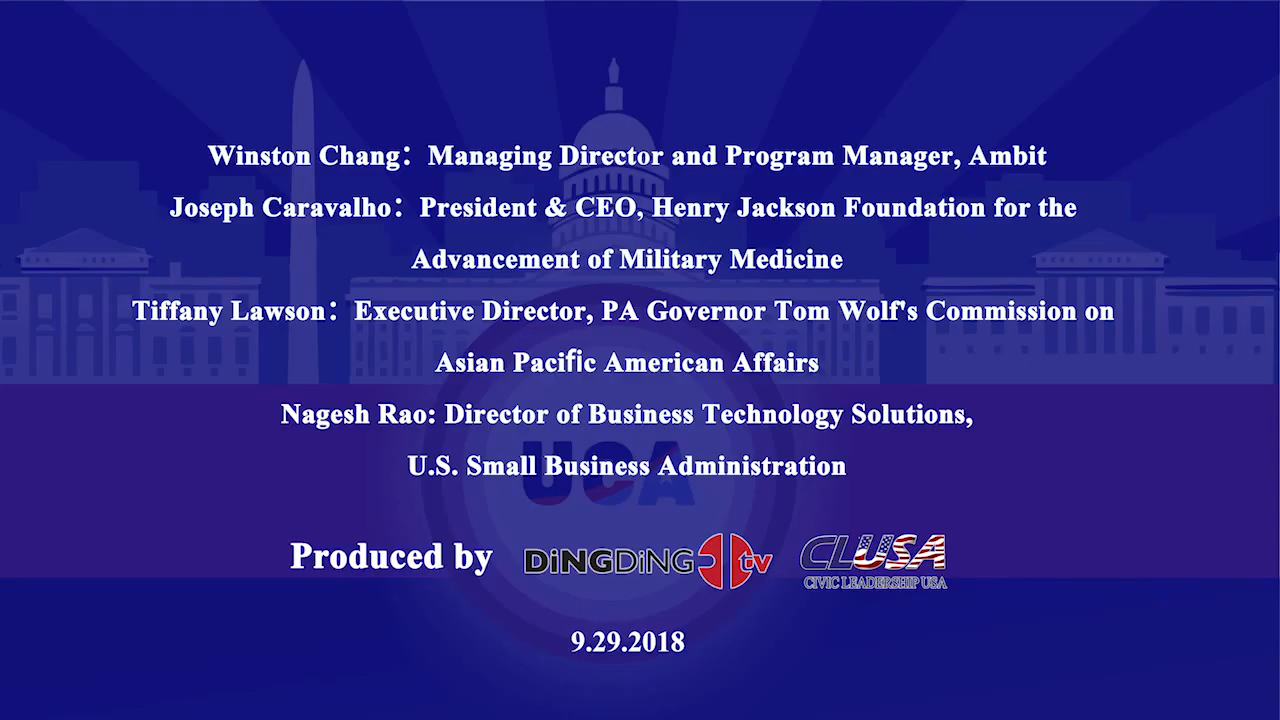 Winston Chang：Managing Director and Program Manager, Ambit
Joseph Caravalho：President & CEO, Henry Jackson Foundation for the
Advancement of Military Medicine
Tiffany Lawson：Executive Director, PA Governor Tom Wolf's Commission on
Asian Pacific American Affairs
Nagesh Rao: Director of Business Technology Solutions,
U.S. Small Business Administration
UCA
Produced by DiNGDiNG tv CLUSA
CIVIC LEADERSHIP USA
9.29.2018